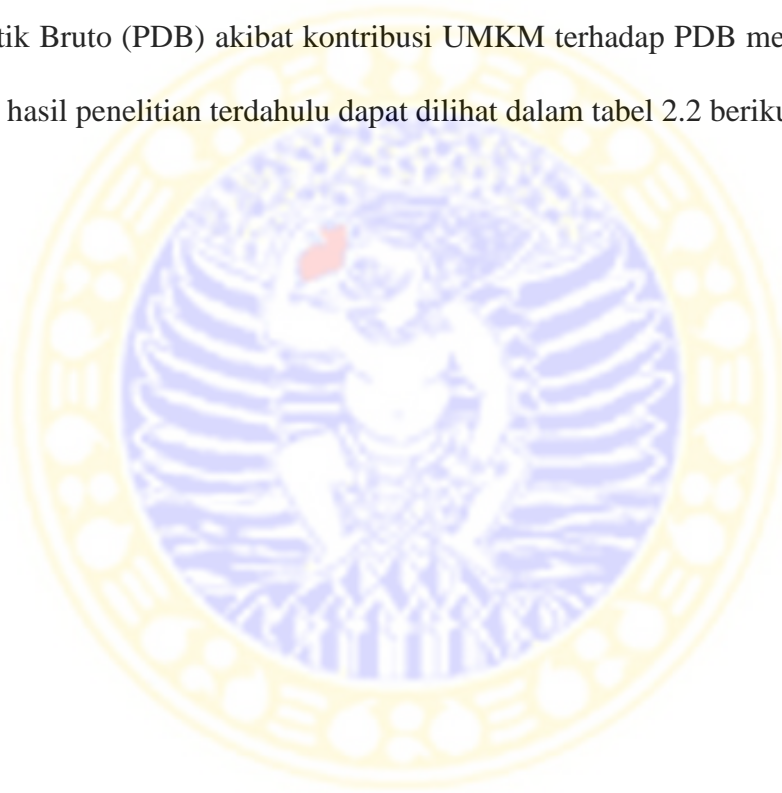 tik Bruto (PDB) akibat kontribusi UMKM terhadap PDB me
hasil penelitian terdahulu dapat dilihat dalam tabel 2.2 beriku